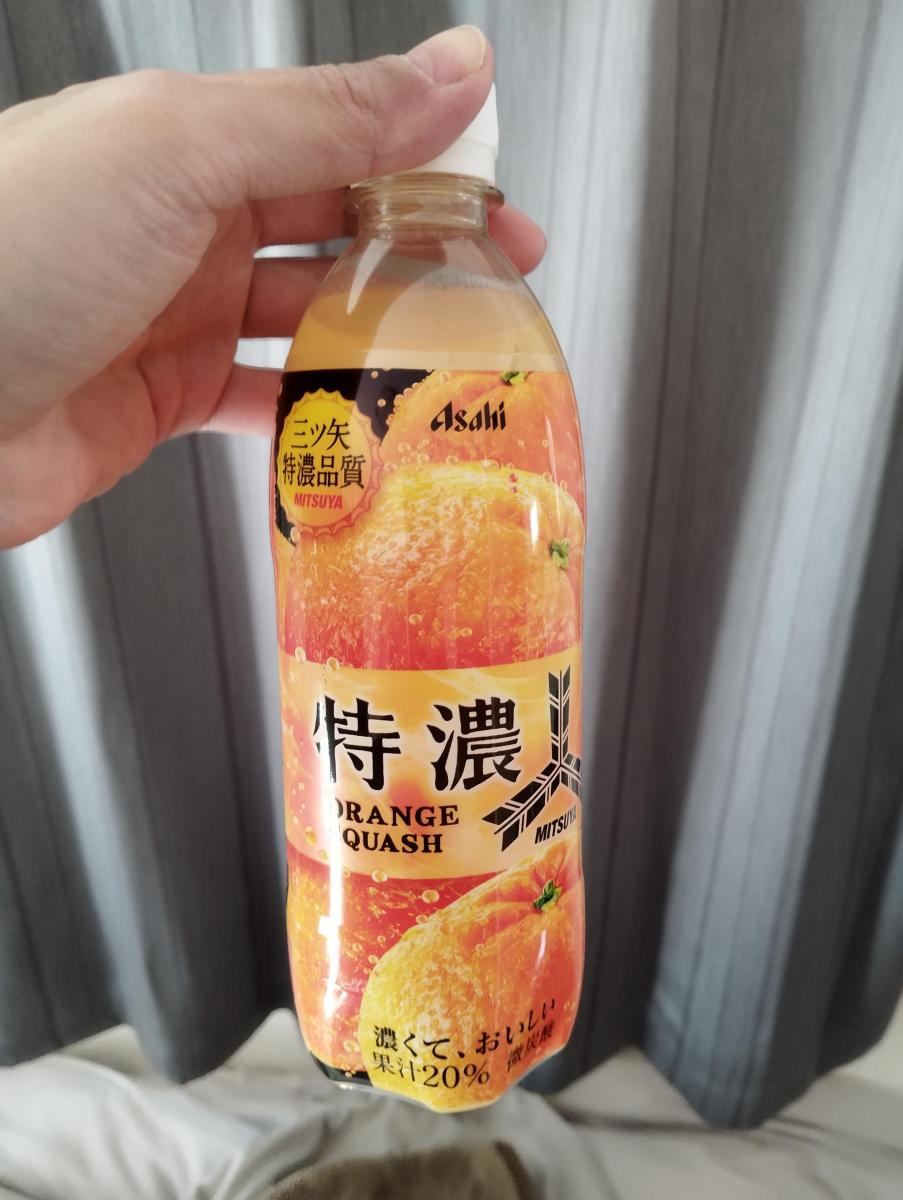 Asahi
三ツ矢
特濃品質
MITSUYA
特濃
ORANGE
SQUASH
MITSUYA
濃くて、おいしい
果汁20% 微炭酸